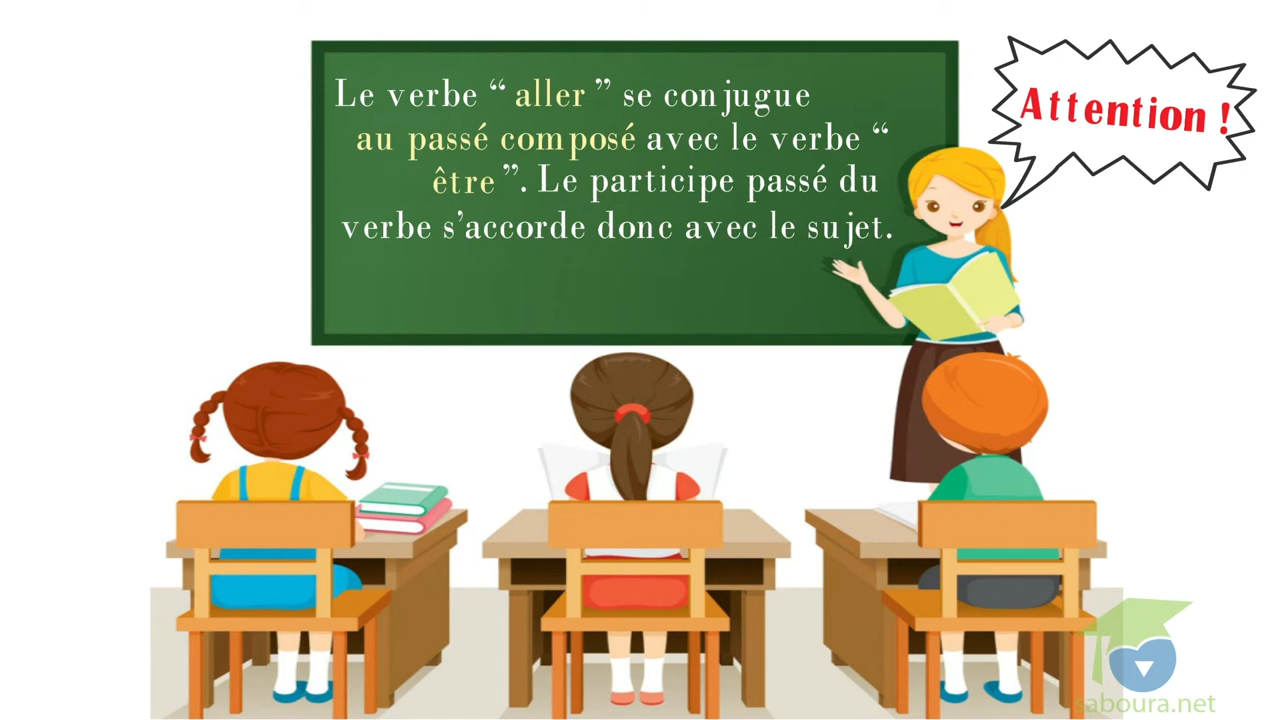 Le verbe “ aller ” se conjugue
au passé composé avec le verbe “
être ”. Le participe passé du
verbe s’accorde donc avec le sujet.
Attention !
saboura.net